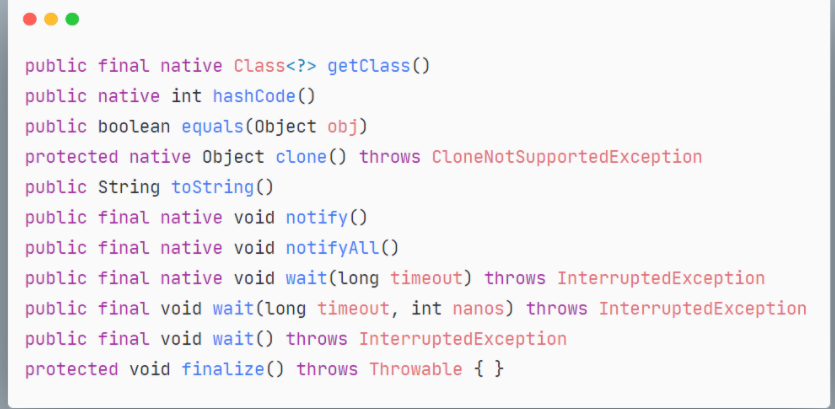 public final native Class<?> getClass()
public native int hashCode()
public boolean equals(Object obj)
protected native Object clone() throws CloneNotSupportedException
public String toString()
public final native void notify()
public final native void notifyAll()
public final native void wait(long timeout) throws InterruptedException
public final void wait(long timeout, int nanos) throws InterruptedException
public final void wait() throws InterruptedException
protected void finalize() throws Throwable { }